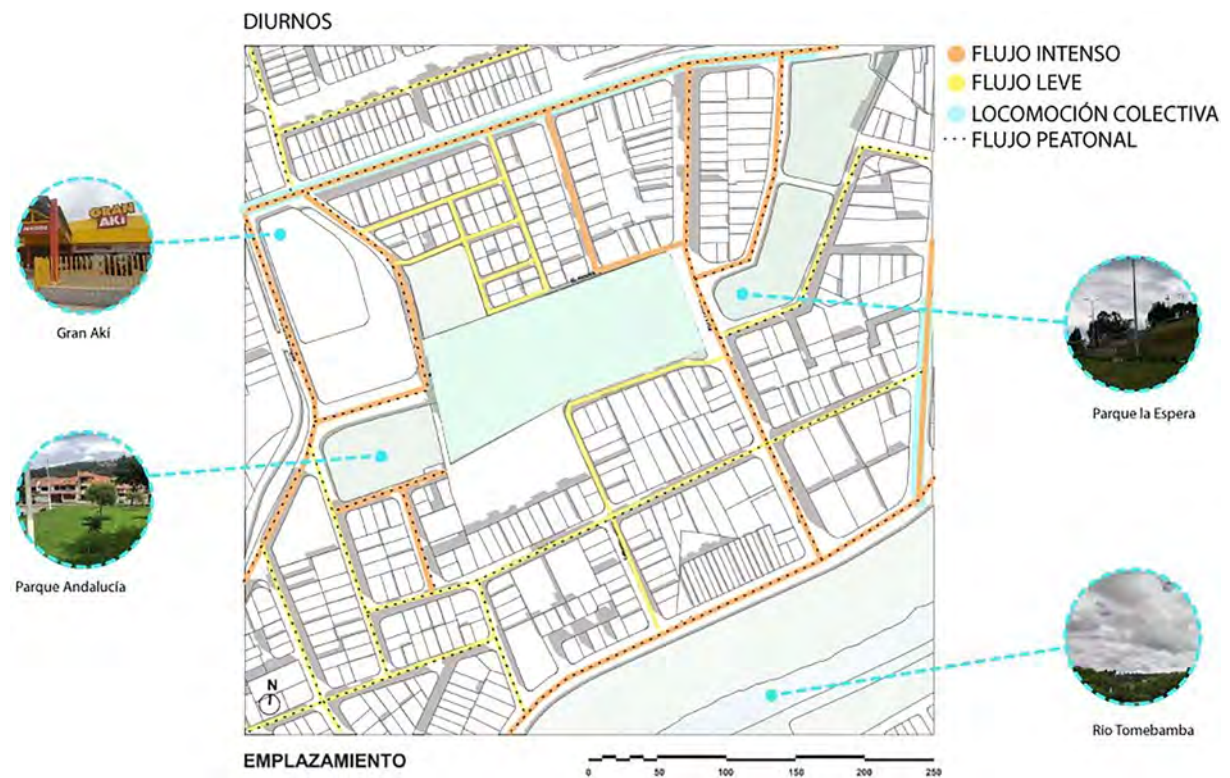 DIURNOS
FLUJO INTENSO
FLUJO LEVE
LOCOMOCIÓN COLECTIVA
FLUJO PEATONAL
GRAN
AKí
Gran Akí
Parque la Espera
Parque Andalucía
Río Tomebamba
N
EMPLAZAMIENTO
0 50 100 150 200 250